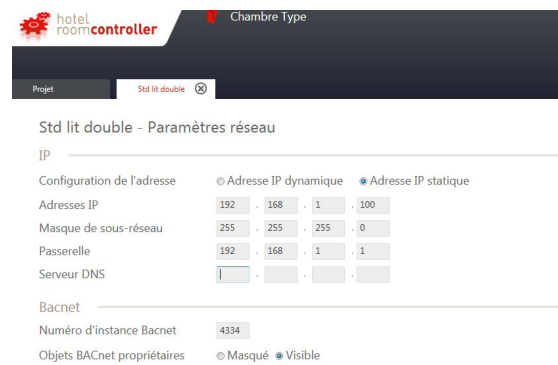 hotel
roomcontroller
Chambre Type
Projet
Std lit double
Std lit double - Paramètres réseau
IP
Configuration de l'adresse Adresse IP dynamique Adresse IP statique
Adresses IP 192 . 168 . 1 . 100
Masque de sous-réseau 255 . 255 . 255 . 0
Passerelle 192 . 168 . 1 . 1
Serveur DNS . . .
Bacnet
Numéro d'instance Bacnet 4334
Objets BACnet propriétaires Masqué Visible